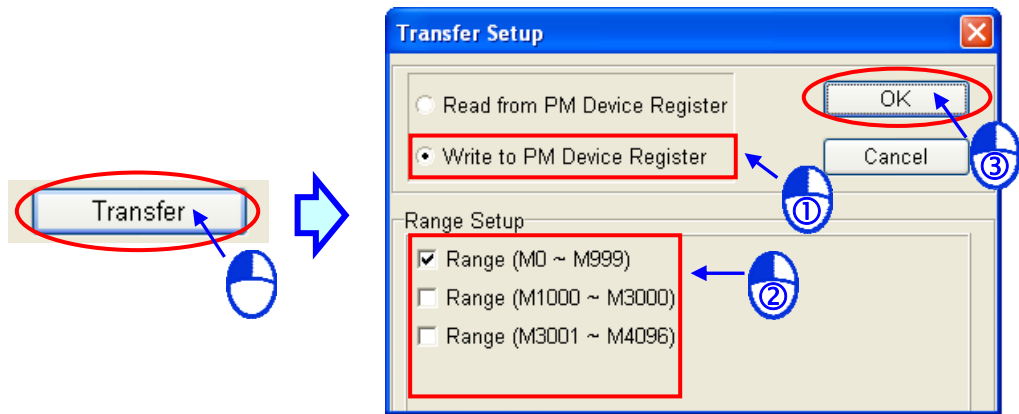 Transfer
Transfer Setup
Read from PM Device Register
OK
Write to PM Device Register
Cancel
③
①
Range Setup
Range (M0 ~ M999)
②
Range (M1000 ~ M3000)
Range (M3001 ~ M4096)